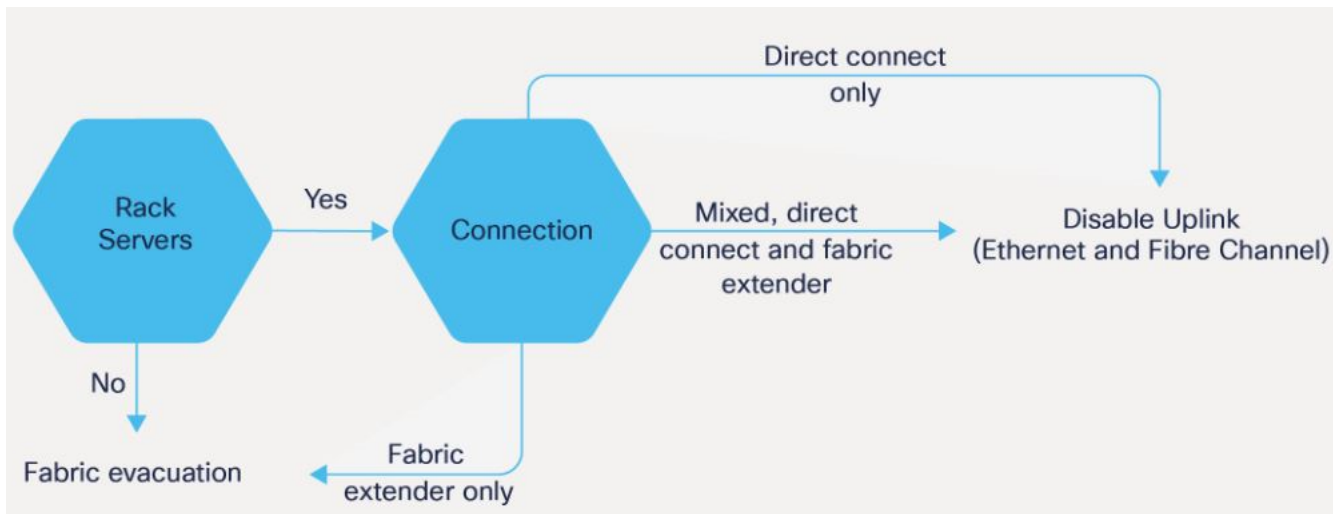 Direct connect
only
Rack
Servers
Yes
Connection
Mixed, direct
connect and fabric
extender
Disable Uplink
(Ethernet and Fibre Channel)
No
Fabric evacuation
Fabric
extender only